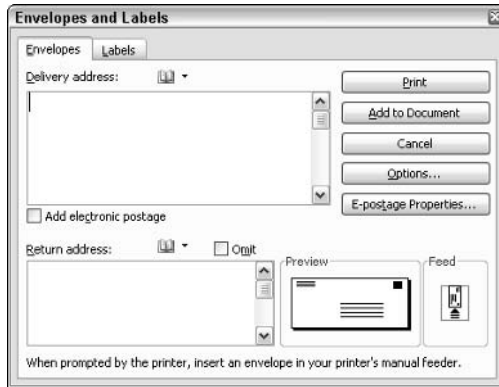 Envelopes and Labels
Envelopes
Labels
Delivery address:
Print
Add to Document
Cancel
Options...
E-postage Properties...
Add electronic postage
Return address:
Omit
Preview
Feed
When prompted by the printer, insert an envelope in your printer's manual feeder.